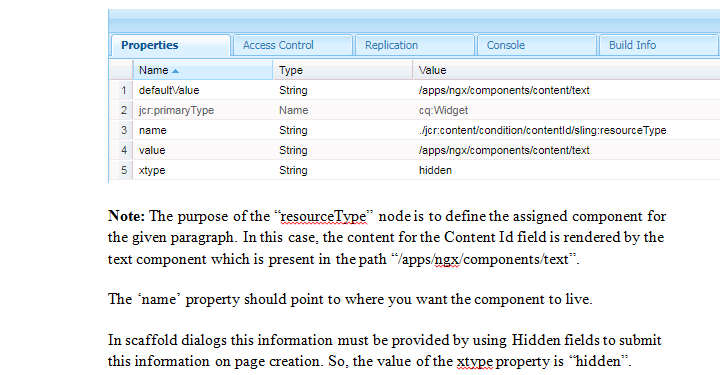 Properties Access Control Replication Console Build Info
Name Type Value
1 defaultValue String /apps/ngx/components/content/text
2 jcr:primaryType Name cq:Widget
3 name String ./jcr:content/condition/contentId/sling:resourceType
4 value String /apps/ngx/components/content/text
5 xtype String hidden
Note: The purpose of the “resourceType” node is to define the assigned component for
the given paragraph. In this case, the content for the Content Id field is rendered by the
text component which is present in the path “/apps/ngx/components/text”.
The ‘name’ property should point to where you want the component to live.
In scaffold dialogs this information must be provided by using Hidden fields to submit
this information on page creation. So, the value of the xtype property is “hidden”.